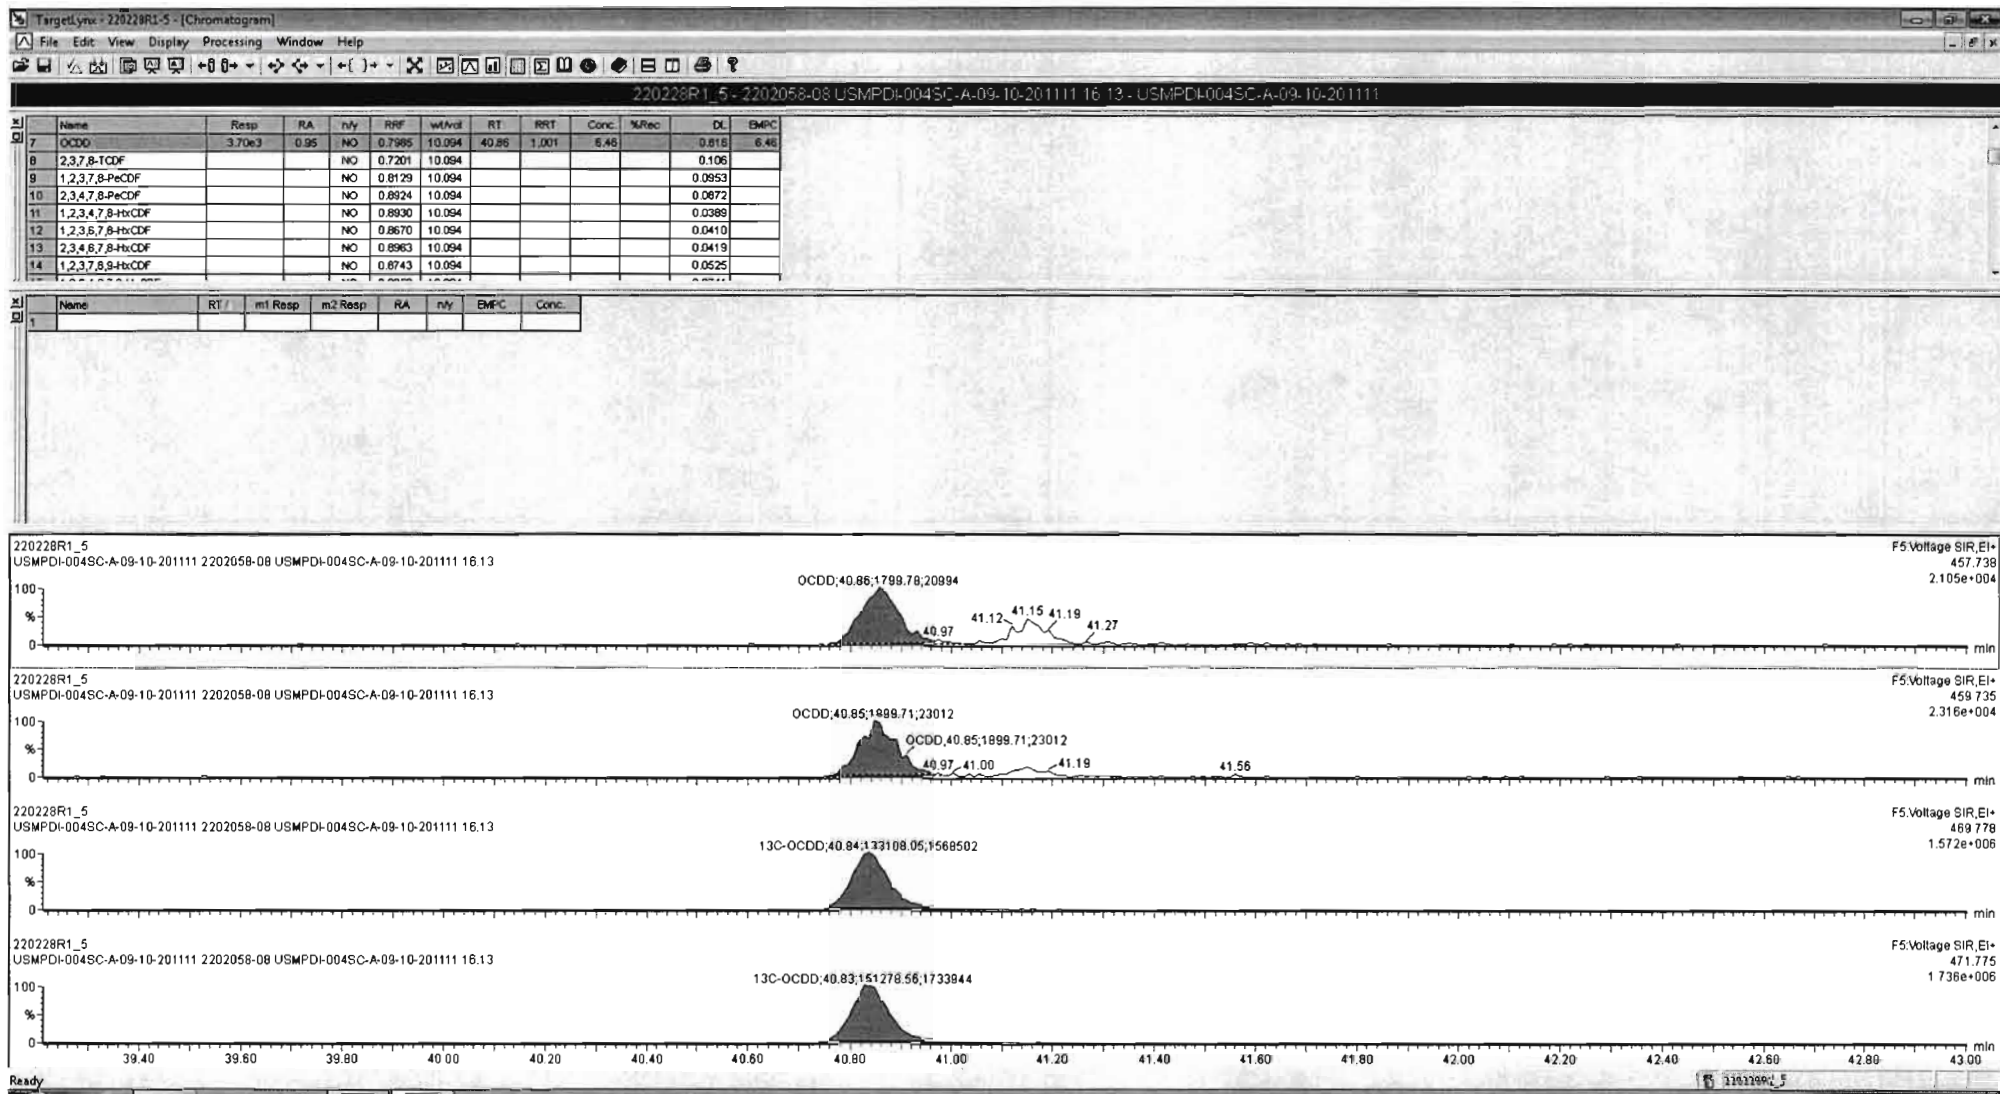 TargetLynx - 220228R1-5 - [Chromatogram]
File Edit View Display Processing Window Help
220228R1_5 - 2202058-08 USMPDI-004SC-A-09-10-201111 16.13 - USMPDI-004SC-A-09-10-201111
Name Resp RA n/y RRF wt/vol RT RRT Conc. %Rec DL EMPC
7 OCDD 3.70e3 0.95 NO 0.7985 10.094 40.86 1.001 6.46 0.616 6.46
8 2,3,7,8-TCDF NO 0.7201 10.094 0.106
9 1,2,3,7,8-PeCDF NO 0.8129 10.094 0.0953
10 2,3,4,7,8-PeCDF NO 0.8924 10.094 0.0872
11 1,2,3,4,7,8-HxCDF NO 0.8930 10.094 0.0389
12 1,2,3,6,7,8-HxCDF NO 0.8670 10.094 0.0410
13 2,3,4,6,7,8-HxCDF NO 0.8963 10.094 0.0419
14 1,2,3,7,8,9-HxCDF NO 0.8743 10.094 0.0525
Name RT / m1 Resp m2 Resp RA n/y EMPC Conc.
1
220228R1_5 F5:Voltage SIR,EI+
USMPDI-004SC-A-09-10-201111 2202058-08 USMPDI-004SC-A-09-10-201111 16.13 457.738
2.105e+004
OCDD;40.86;1799.78;20994
100
%
0
40.97 41.12 41.15 41.19 41.27
min
220228R1_5 F5:Voltage SIR,EI+
USMPDI-004SC-A-09-10-201111 2202058-08 USMPDI-004SC-A-09-10-201111 16.13 459.735
2.316e+004
OCDD;40.85;1899.71;23012
100
OCDD;40.85;1899.71;23012
%
0
40.97 41.00 41.19 41.56
min
220228R1_5 F5:Voltage SIR,EI+
USMPDI-004SC-A-09-10-201111 2202058-08 USMPDI-004SC-A-09-10-201111 16.13 469.778
1.572e+006
13C-OCDD;40.84;133108.05;1568502
100
%
0
min
220228R1_5 F5:Voltage SIR,EI+
USMPDI-004SC-A-09-10-201111 2202058-08 USMPDI-004SC-A-09-10-201111 16.13 471.775
1.736e+006
13C-OCDD;40.83;151278.56;1733944
100
%
0
min
39.40 39.60 39.80 40.00 40.20 40.40 40.60 40.80 41.00 41.20 41.40 41.60 41.80 42.00 42.20 42.40 42.60 42.80 43.00
Ready